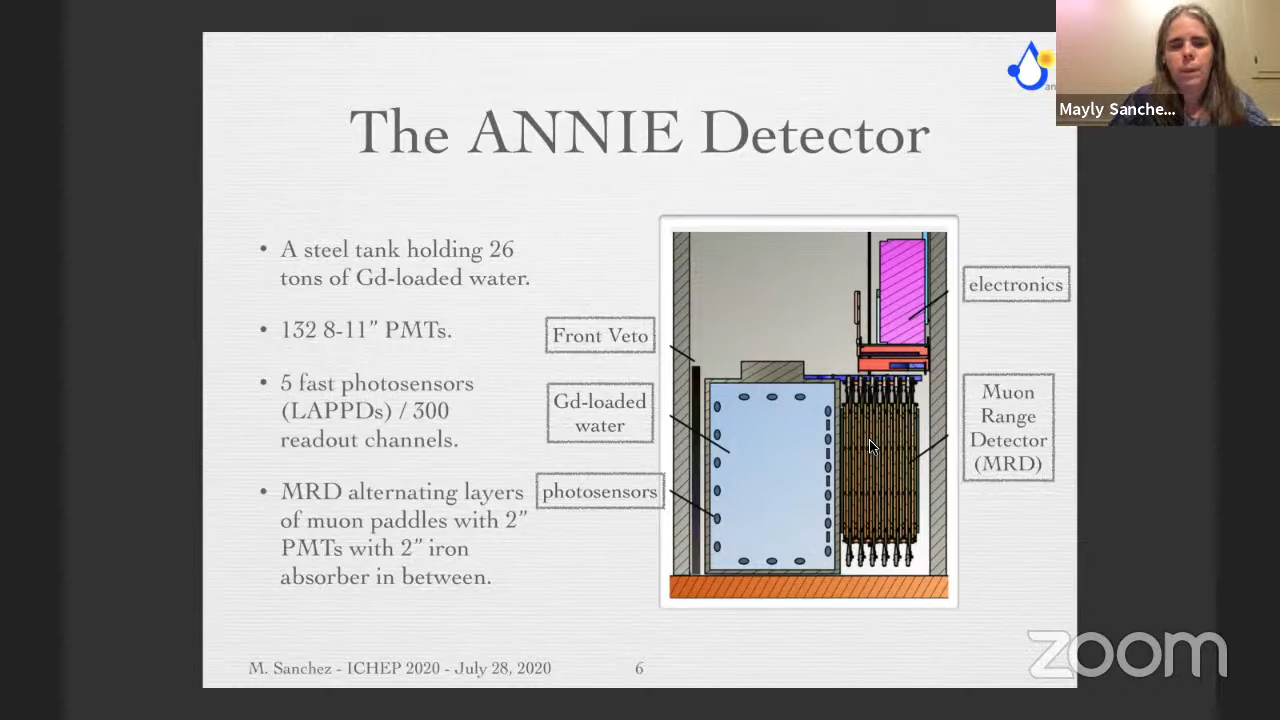 an
Mayly Sanche...
The ANNIE Detector
• A steel tank holding 26
tons of Gd-loaded water.
• 132 8-11” PMTs.
• 5 fast photosensors
(LAPPDs) / 300
readout channels.
• MRD alternating layers
of muon paddles with 2”
PMTs with 2” iron
absorber in between.
Front Veto
Gd-loaded
water
photosensors
electronics
Muon
Range
Detector
(MRD)
M. Sanchez - ICHEP 2020 - July 28, 2020
6
zoom